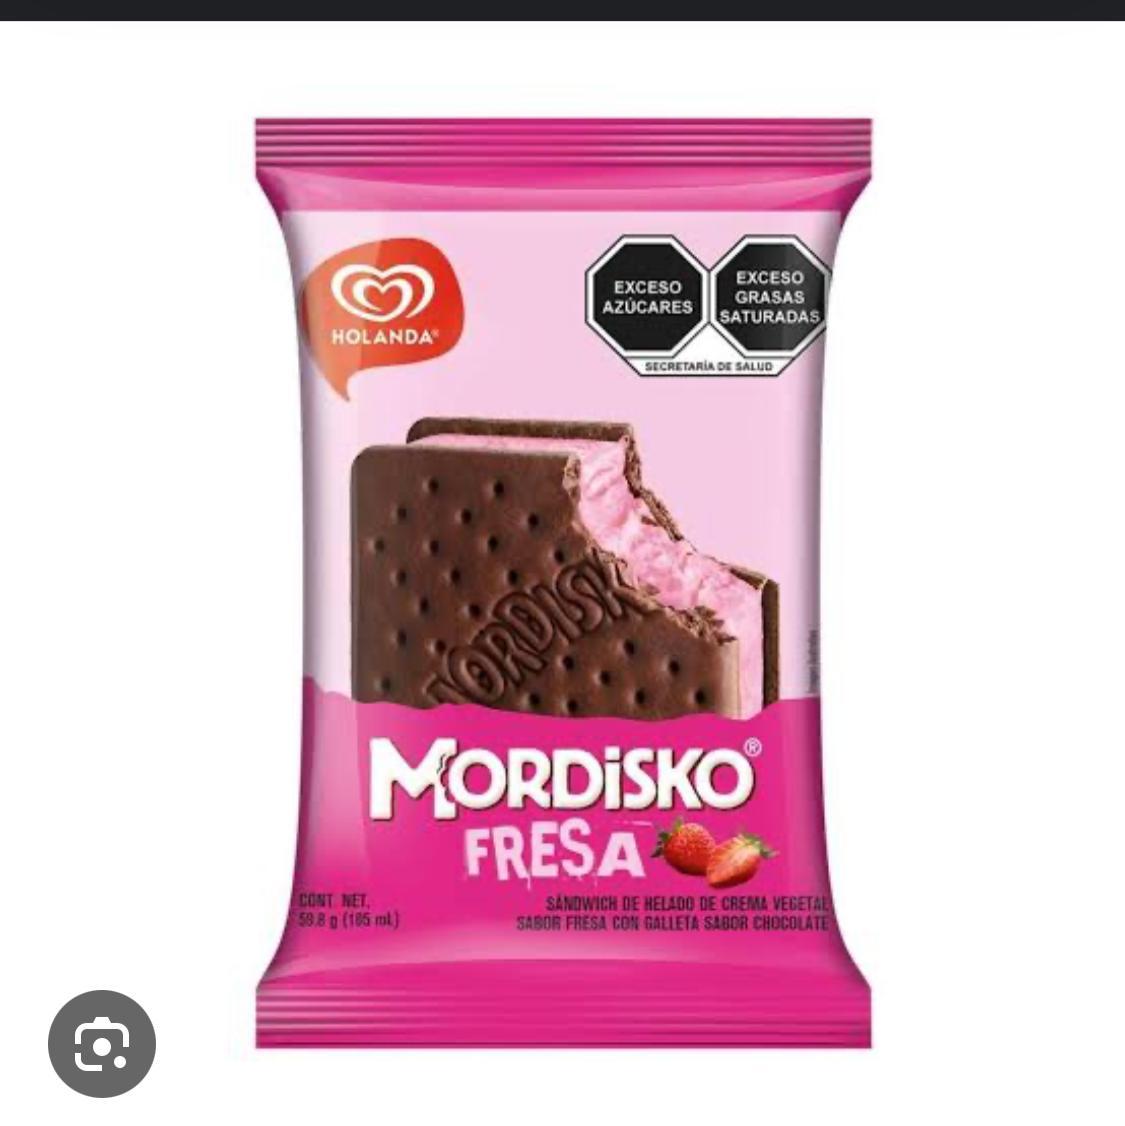 HOLANDA®
EXCESO
AZÚCARES
EXCESO
GRASAS
SATURADAS
SECRETARÍA DE SALUD
MORDISK
MORDiSKO®
FRESA
CONT. NET.
59.8 g (105 mL)
SÁNDWICH DE HELADO DE CREMA VEGETAL
SABOR FRESA CON GALLETA SABOR CHOCOLATE